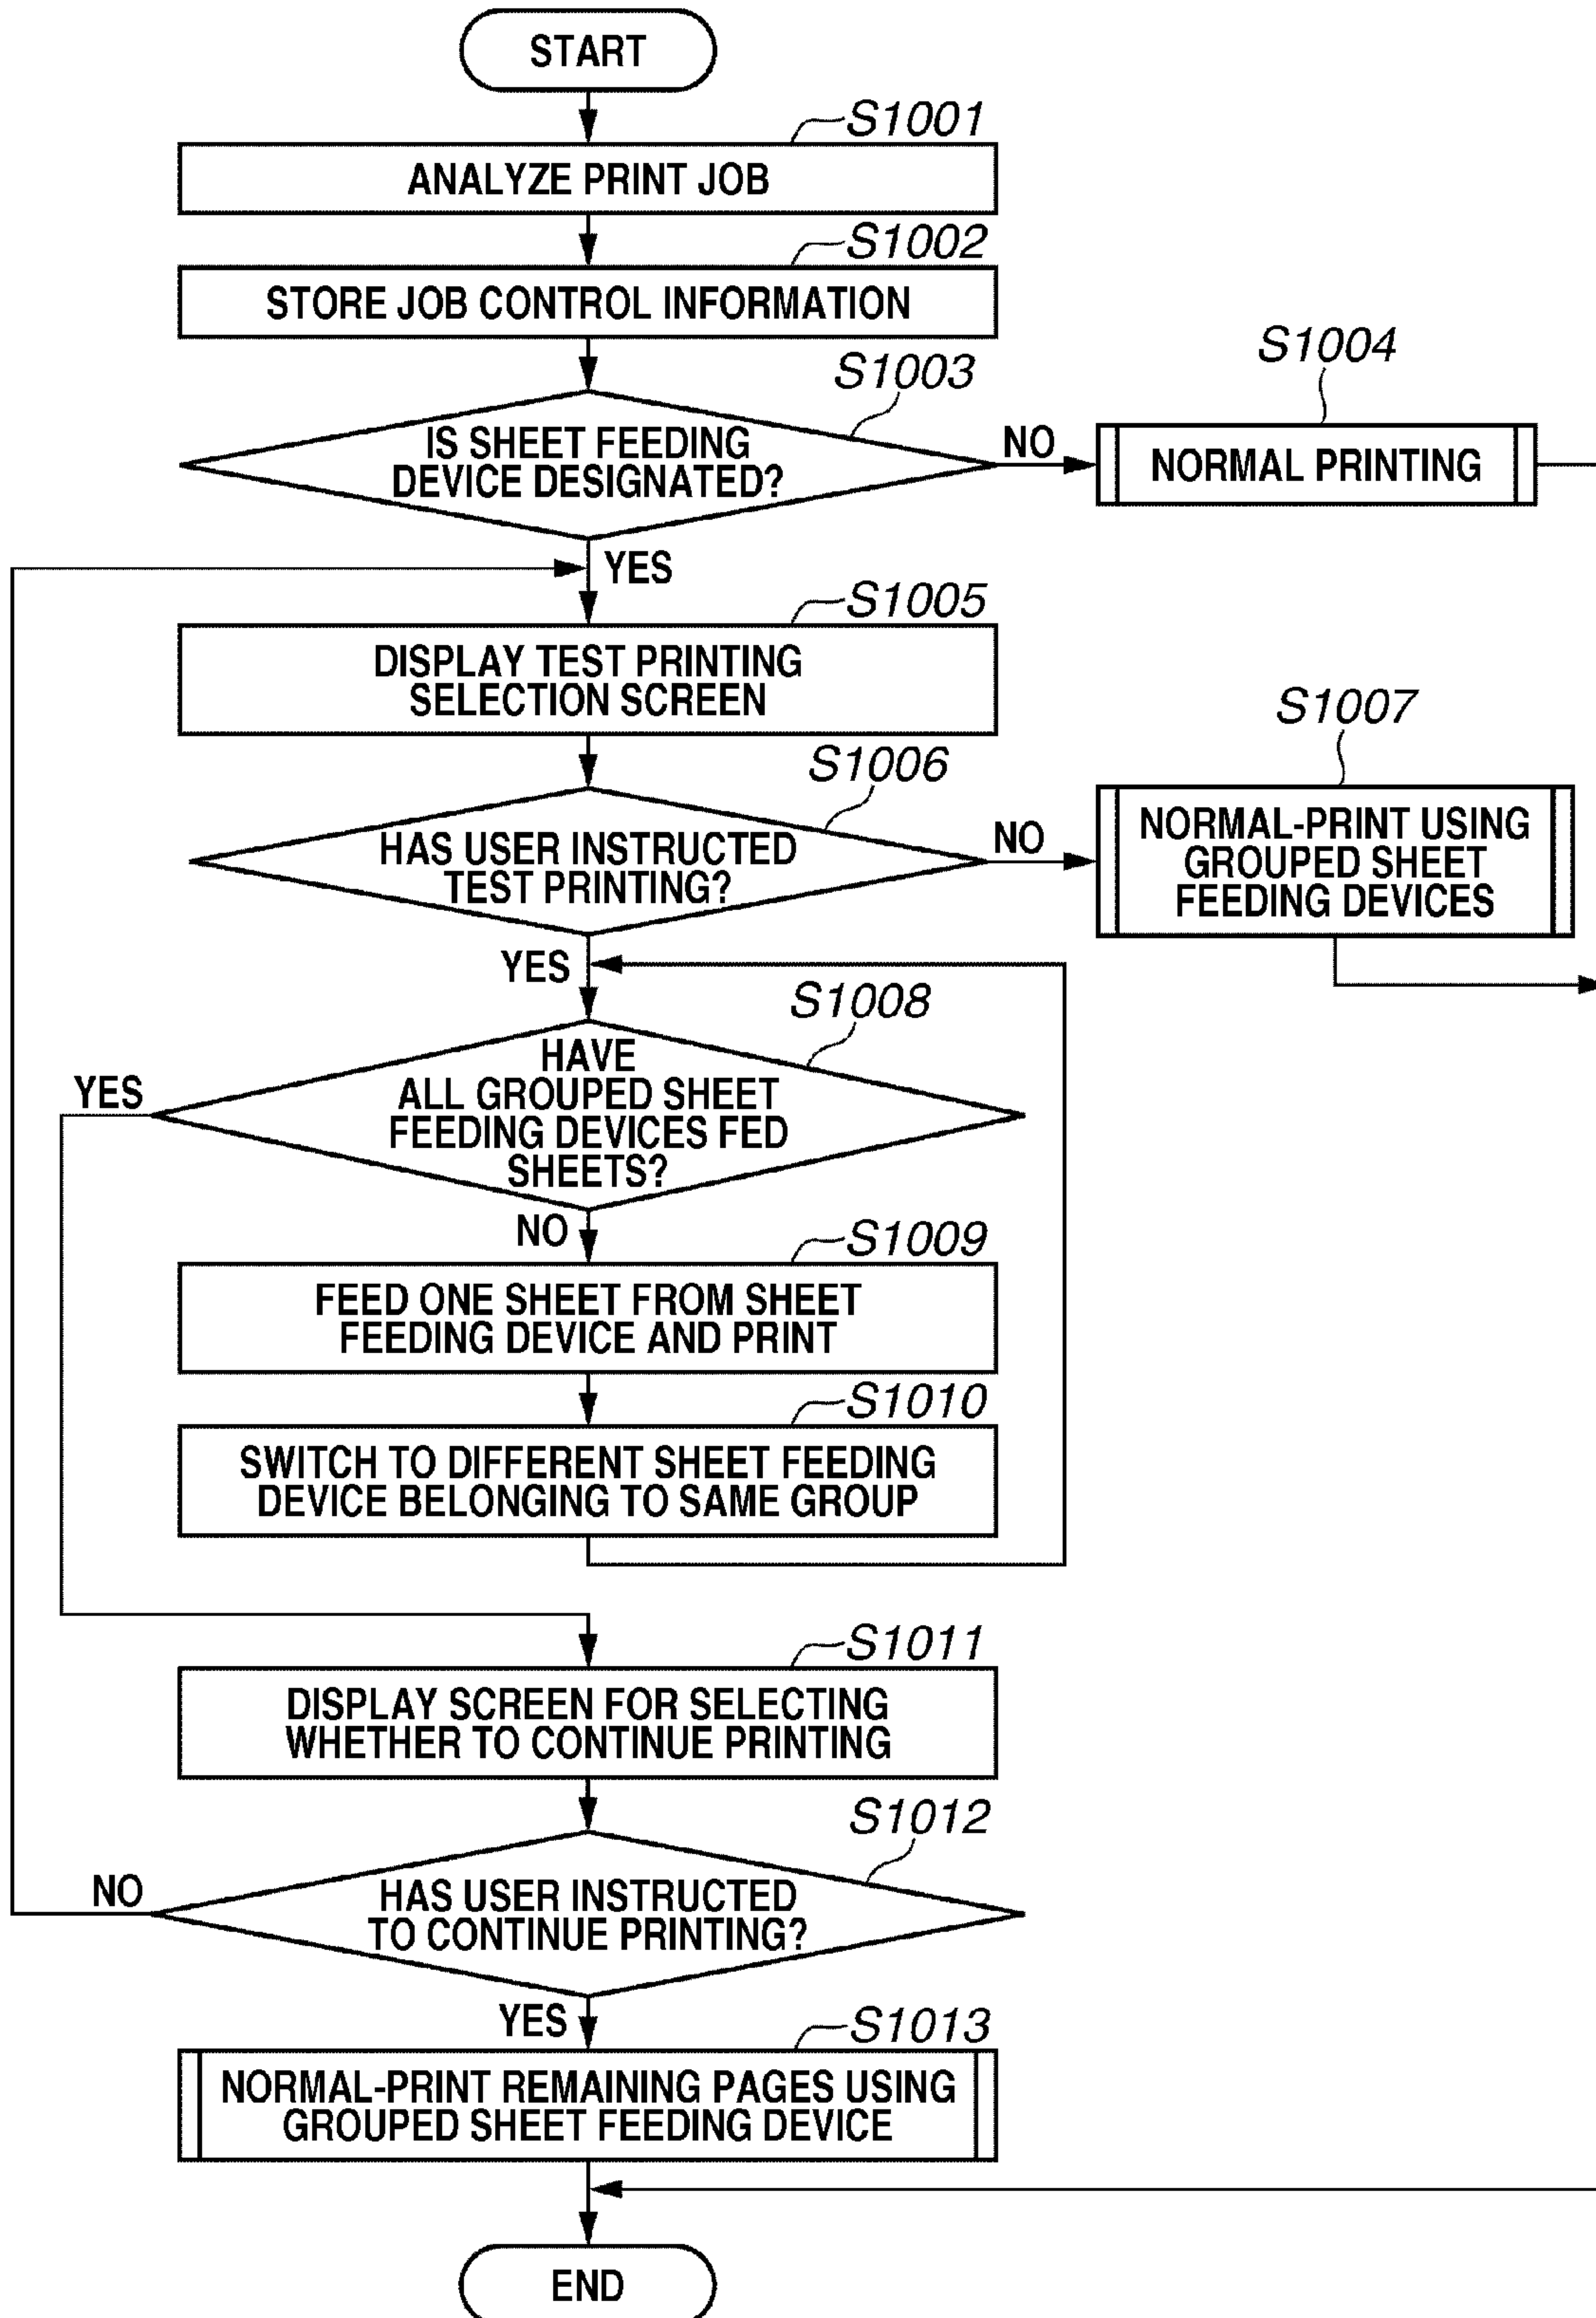 START
S1001
ANALYZE PRINT JOB
S1002
STORE JOB CONTROL INFORMATION
S1003
IS SHEET FEEDING
DEVICE DESIGNATED?
NO
S1004
NORMAL PRINTING
YES
S1005
DISPLAY TEST PRINTING
SELECTION SCREEN
S1006
HAS USER INSTRUCTED
TEST PRINTING?
NO
S1007
NORMAL-PRINT USING
GROUPED SHEET
FEEDING DEVICES
YES
S1008
HAVE
ALL GROUPED SHEET
FEEDING DEVICES FED
SHEETS?
YES
NO
S1009
FEED ONE SHEET FROM SHEET
FEEDING DEVICE AND PRINT
S1010
SWITCH TO DIFFERENT SHEET FEEDING
DEVICE BELONGING TO SAME GROUP
S1011
DISPLAY SCREEN FOR SELECTING
WHETHER TO CONTINUE PRINTING
S1012
HAS USER INSTRUCTED
TO CONTINUE PRINTING?
NO
YES
S1013
NORMAL-PRINT REMAINING PAGES USING
GROUPED SHEET FEEDING DEVICE
END